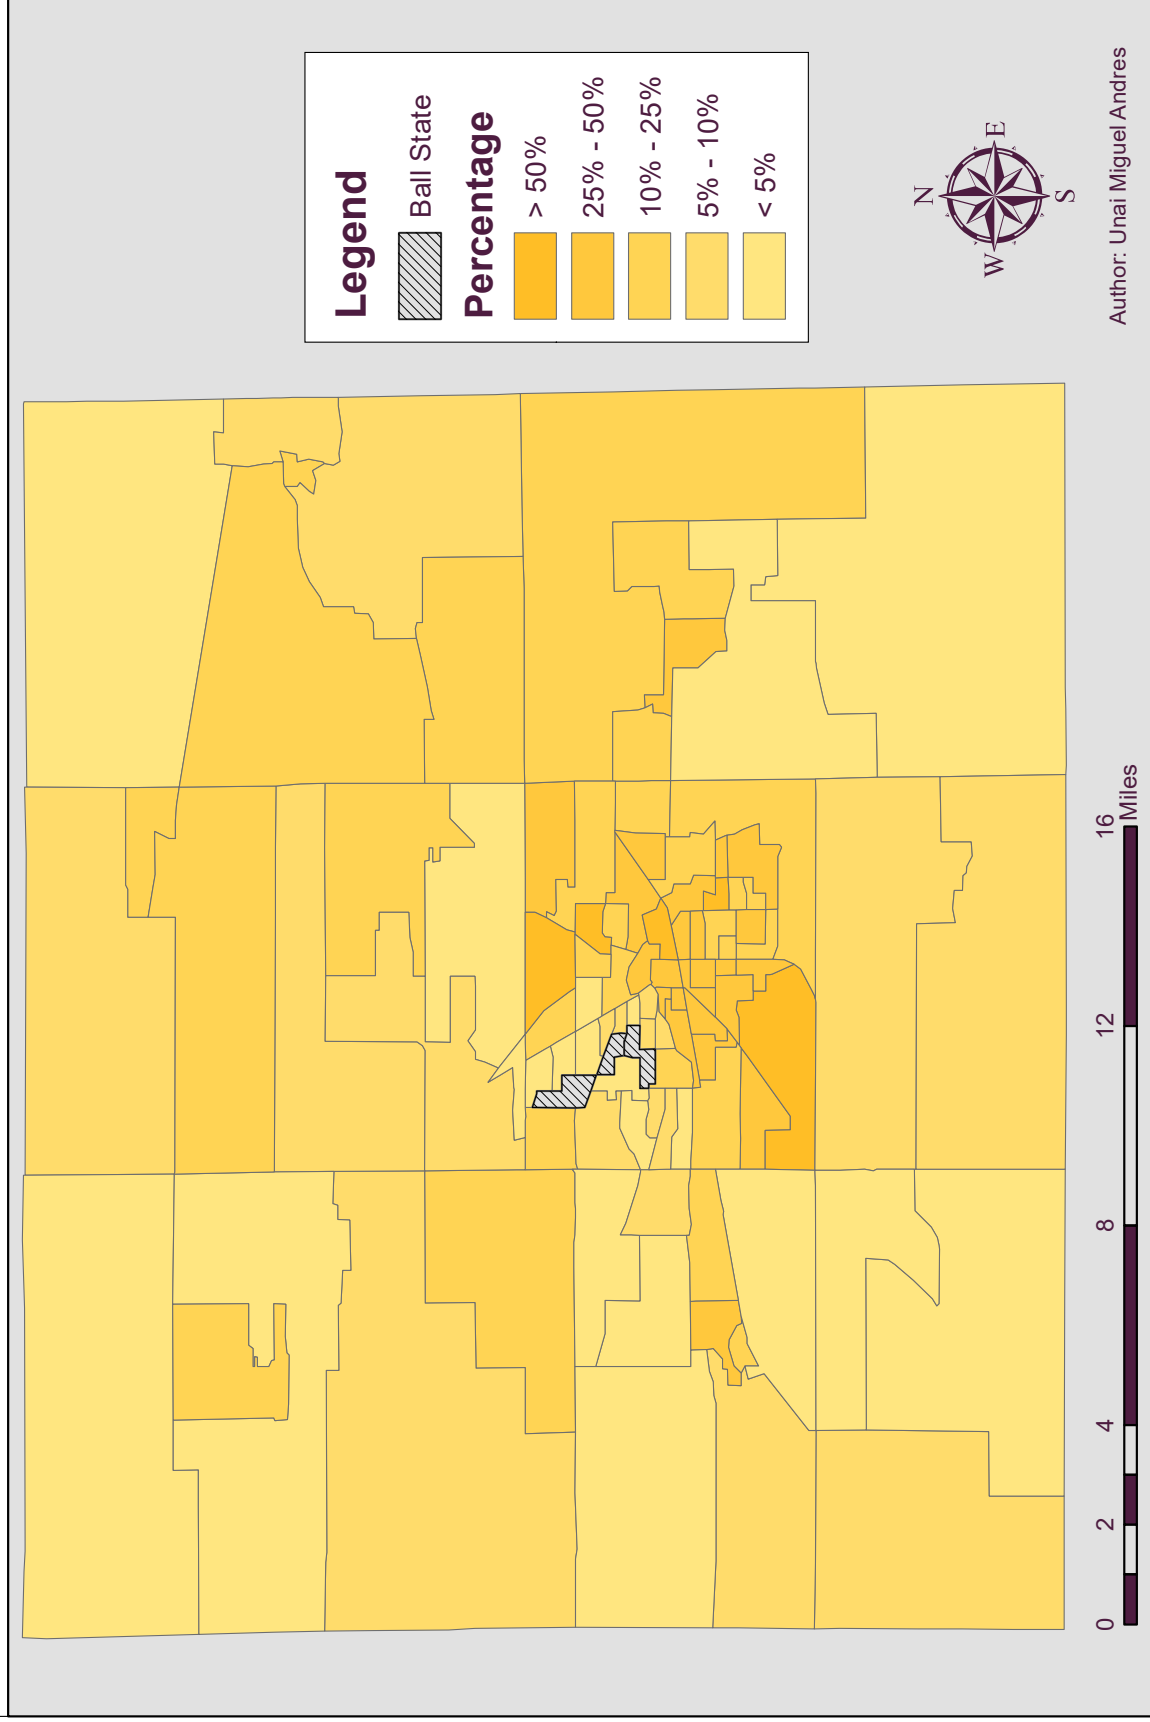 Legend
Ball State
Percentage
> 50%
25% - 50%
10% - 25%
5% - 10%
< 5%
N
W E
S
0 2 4 8 12 16
Miles
Author: Unai Miguel Andres